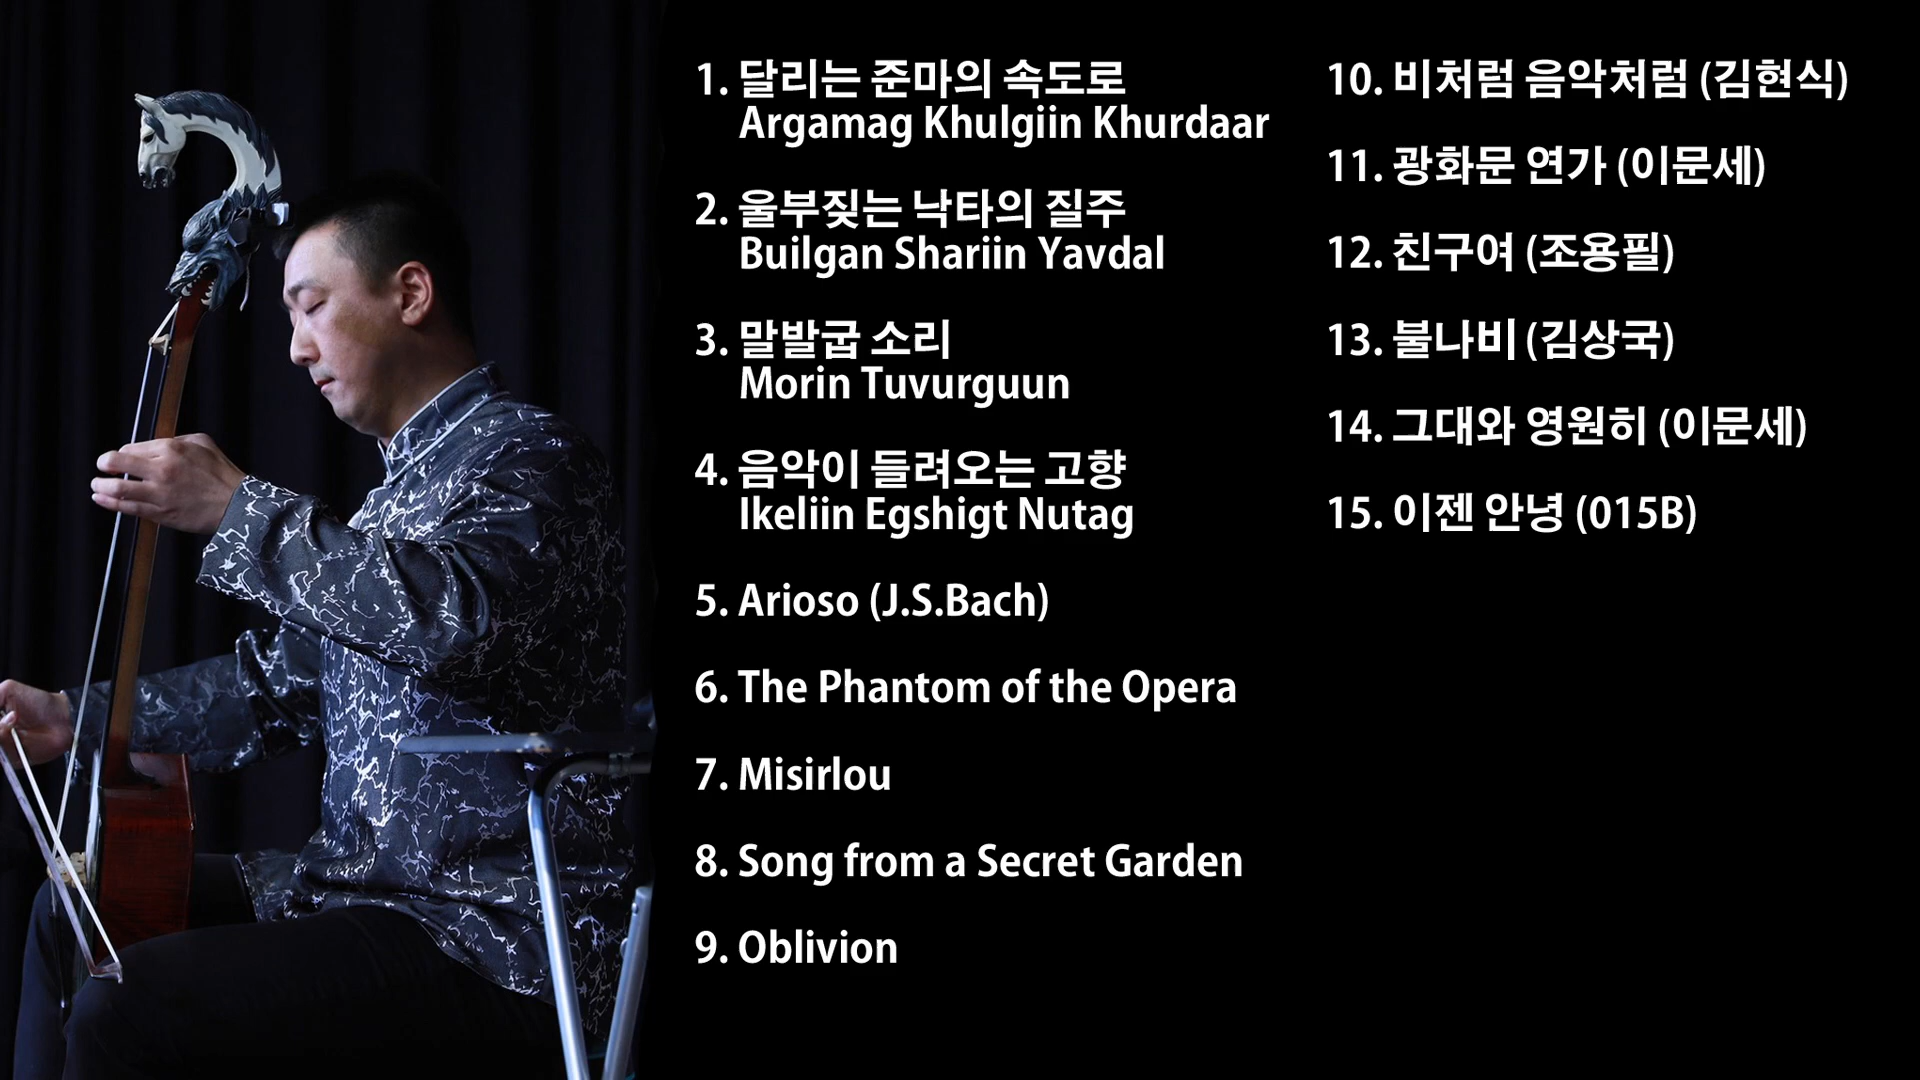 1. 달리는 준마의 속도로
Argamag Khulgiin Khurdaar
2. 울부짖는 낙타의 질주
Builgan Shariin Yavdal
3. 말발굽 소리
Morin Tuvurguun
4. 음악이 들려오는 고향
Ikeliin Egshigt Nutag
5. Arioso (J.S.Bach)
6. The Phantom of the Opera
7. Misirlou
8. Song from a Secret Garden
9. Oblivion
10. 비처럼 음악처럼 (김현식)
11. 광화문 연가 (이문세)
12. 친구여 (조용필)
13. 불나비 (김상국)
14. 그대와 영원히 (이문세)
15. 이젠 안녕 (015B)